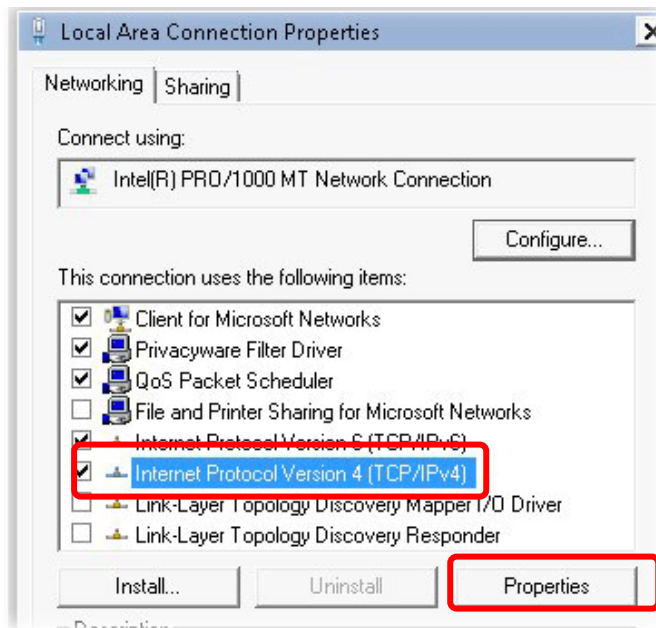 Local Area Connection Properties
Networking
Sharing
Connect using:
Intel(R) PRO/1000 MT Network Connection
Configure...
This connection uses the following items:
Client for Microsoft Networks
Privacyware Filter Driver
QoS Packet Scheduler
File and Printer Sharing for Microsoft Networks
Internet Protocol Version 6 (TCP/IPv6)
Internet Protocol Version 4 (TCP/IPv4)
Link-Layer Topology Discovery Mapper I/O Driver
Link-Layer Topology Discovery Responder
Install...
Uninstall
Properties
Description